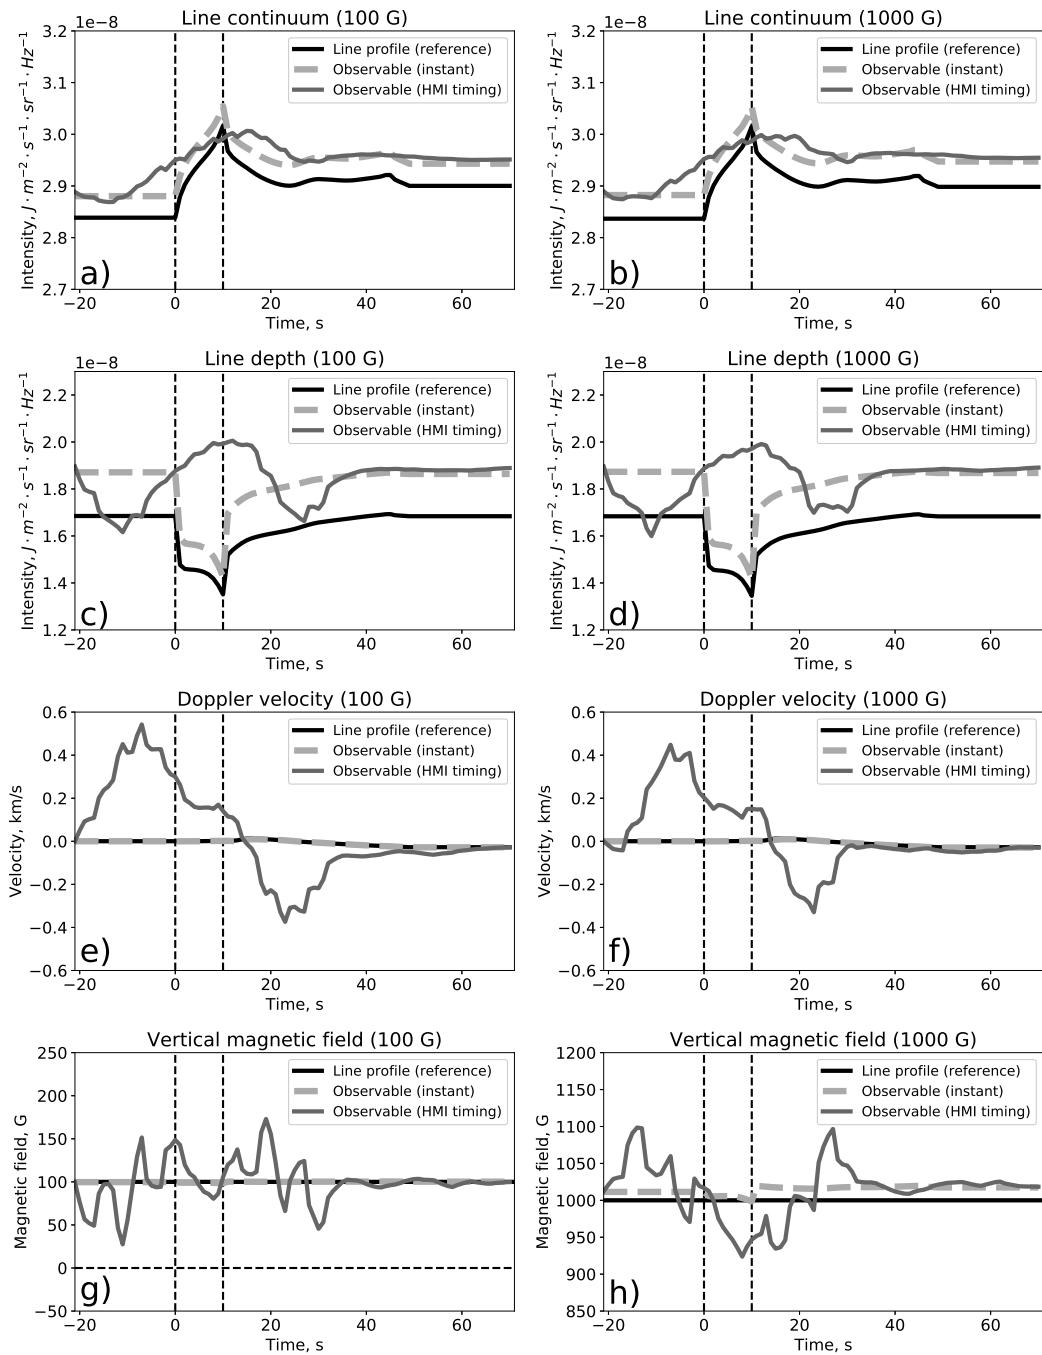 Line continuum (100 G)
1e−8
Intensity, J · m⁻² · s⁻¹ · sr⁻¹ · Hz⁻¹
3.2
3.1
3.0
2.9
2.8
2.7
Line profile (reference)
Observable (instant)
Observable (HMI timing)
a)
−20 0 20 40 60
Time, s
Line continuum (1000 G)
1e−8
Intensity, J · m⁻² · s⁻¹ · sr⁻¹ · Hz⁻¹
3.2
3.1
3.0
2.9
2.8
2.7
Line profile (reference)
Observable (instant)
Observable (HMI timing)
b)
−20 0 20 40 60
Time, s
Line depth (100 G)
1e−8
Intensity, J · m⁻² · s⁻¹ · sr⁻¹ · Hz⁻¹
2.2
2.0
1.8
1.6
1.4
1.2
Line profile (reference)
Observable (instant)
Observable (HMI timing)
c)
−20 0 20 40 60
Time, s
Line depth (1000 G)
1e−8
Intensity, J · m⁻² · s⁻¹ · sr⁻¹ · Hz⁻¹
2.2
2.0
1.8
1.6
1.4
1.2
Line profile (reference)
Observable (instant)
Observable (HMI timing)
d)
−20 0 20 40 60
Time, s
Doppler velocity (100 G)
Velocity, km/s
0.6
0.4
0.2
0.0
−0.2
−0.4
−0.6
Line profile (reference)
Observable (instant)
Observable (HMI timing)
e)
−20 0 20 40 60
Time, s
Doppler velocity (1000 G)
Velocity, km/s
0.6
0.4
0.2
0.0
−0.2
−0.4
−0.6
Line profile (reference)
Observable (instant)
Observable (HMI timing)
f)
−20 0 20 40 60
Time, s
Vertical magnetic field (100 G)
Magnetic field, G
250
200
150
100
50
0
−50
Line profile (reference)
Observable (instant)
Observable (HMI timing)
g)
−20 0 20 40 60
Time, s
Vertical magnetic field (1000 G)
Magnetic field, G
1200
1150
1100
1050
1000
950
900
850
Line profile (reference)
Observable (instant)
Observable (HMI timing)
h)
−20 0 20 40 60
Time, s